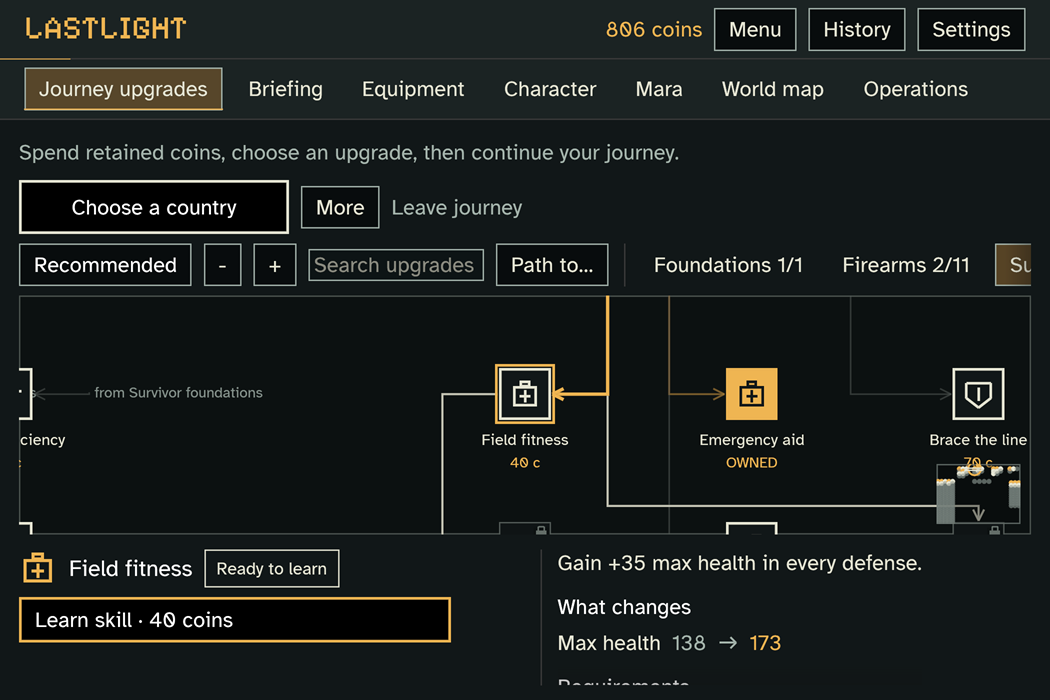 LASTLIGHT
806 coins Menu History Settings
Journey upgrades Briefing Equipment Character Mara World map Operations
Spend retained coins, choose an upgrade, then continue your journey.
Choose a country More Leave journey
Recommended - + Search upgrades Path to... Foundations 1/1 Firearms 2/11
from Survivor foundations
ciency Field fitness Emergency aid Brace the line
40 c OWNED 70 c
Field fitness Ready to learn
Learn skill · 40 coins
Gain +35 max health in every defense.
What changes
Max health 138 → 173
Requirements